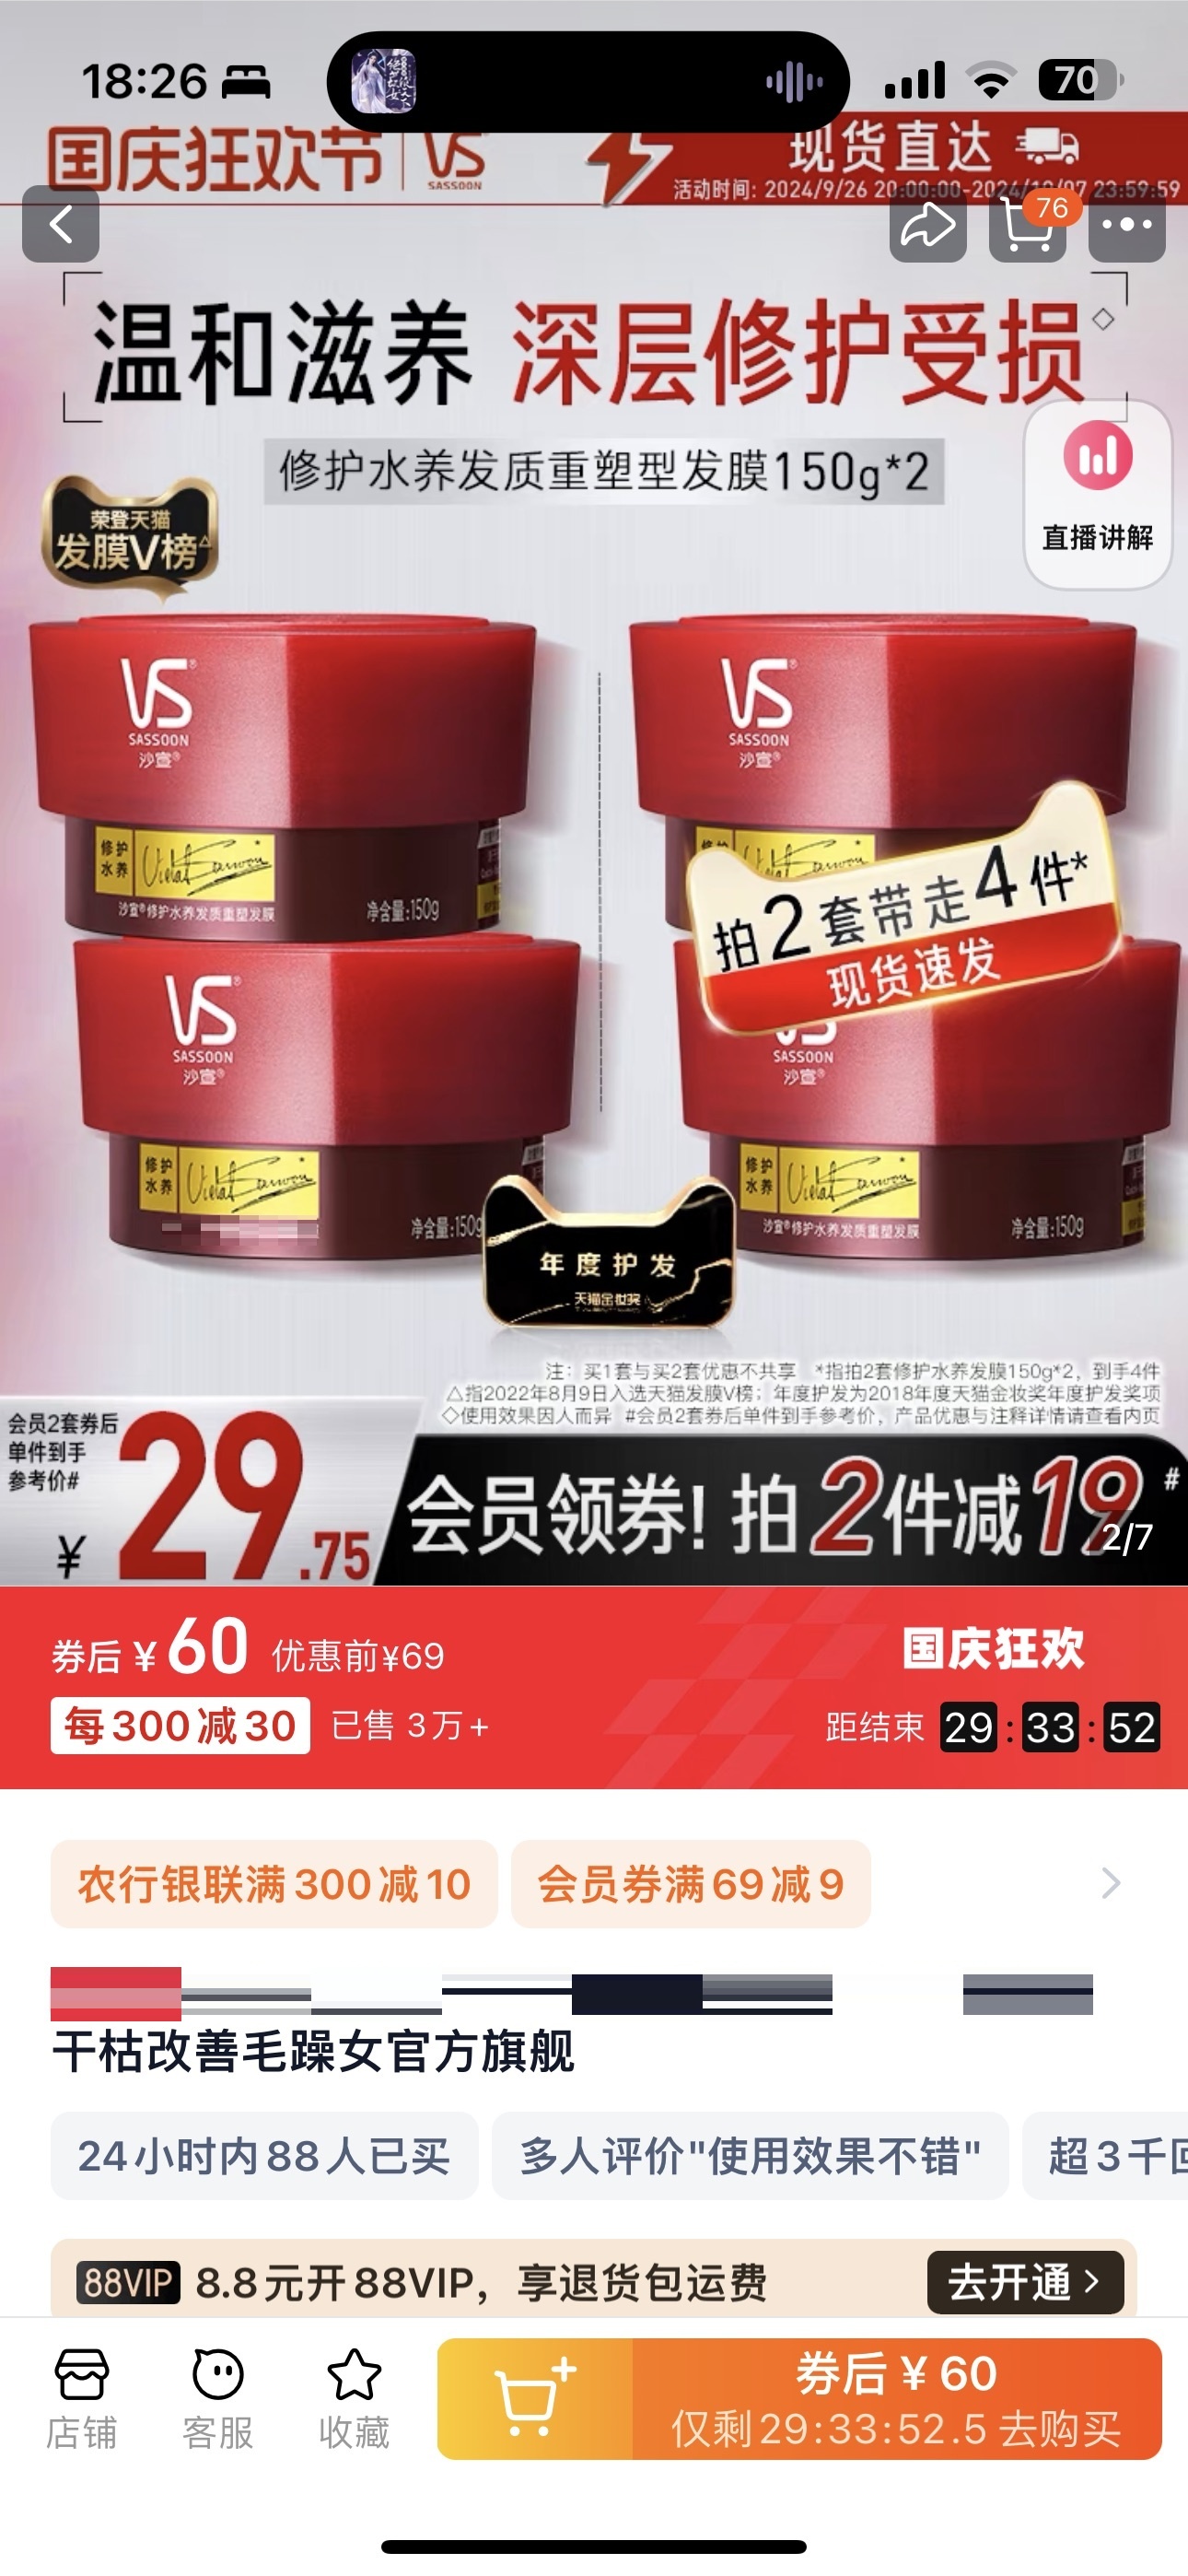 18:26
70
国庆狂欢节 VS SASSOON
现货直达
活动时间: 2024/9/26 20:00:00-2024/10/07 23:59:59
76
温和滋养 深层修护受损◇
修护水养发质重塑型发膜150g*2
直播讲解
荣登天猫
发膜V榜△
VS®
SASSOON
沙宣®
修护
水养
沙宣®修护水养发质重塑发膜
净含量:150g
VS®
SASSOON
沙宣®
修护
水养
净含量:150g
VS®
SASSOON
沙宣®
拍2套带走4件*
现货速发
VS
SASSOON
沙宣®
修护
水养
沙宣®修护水养发质重塑发膜
净含量:150g
年度护发
天猫金妆奖
注：买1套与买2套优惠不共享 *指拍2套修护水养发膜150g*2，到手4件
△指2022年8月9日入选天猫发膜V榜；年度护发为2018年度天猫金妆奖年度护发奖项
◇使用效果因人而异 #会员2套券后单件到手参考价，产品优惠与注释详情请查看内页
会员2套券后
单件到手
参考价#
¥29.75
会员领券! 拍2件减19#
2/7
券后¥60 优惠前¥69
国庆狂欢
每300减30 已售 3万+
距结束 29:33:52
农行银联满300减10 会员券满69减9
干枯改善毛躁女官方旗舰
24小时内88人已买 多人评价"使用效果不错" 超3千
88VIP 8.8元开88VIP，享退货包运费 去开通
店铺 客服 收藏
券后¥60
仅剩29:33:52.5 去购买